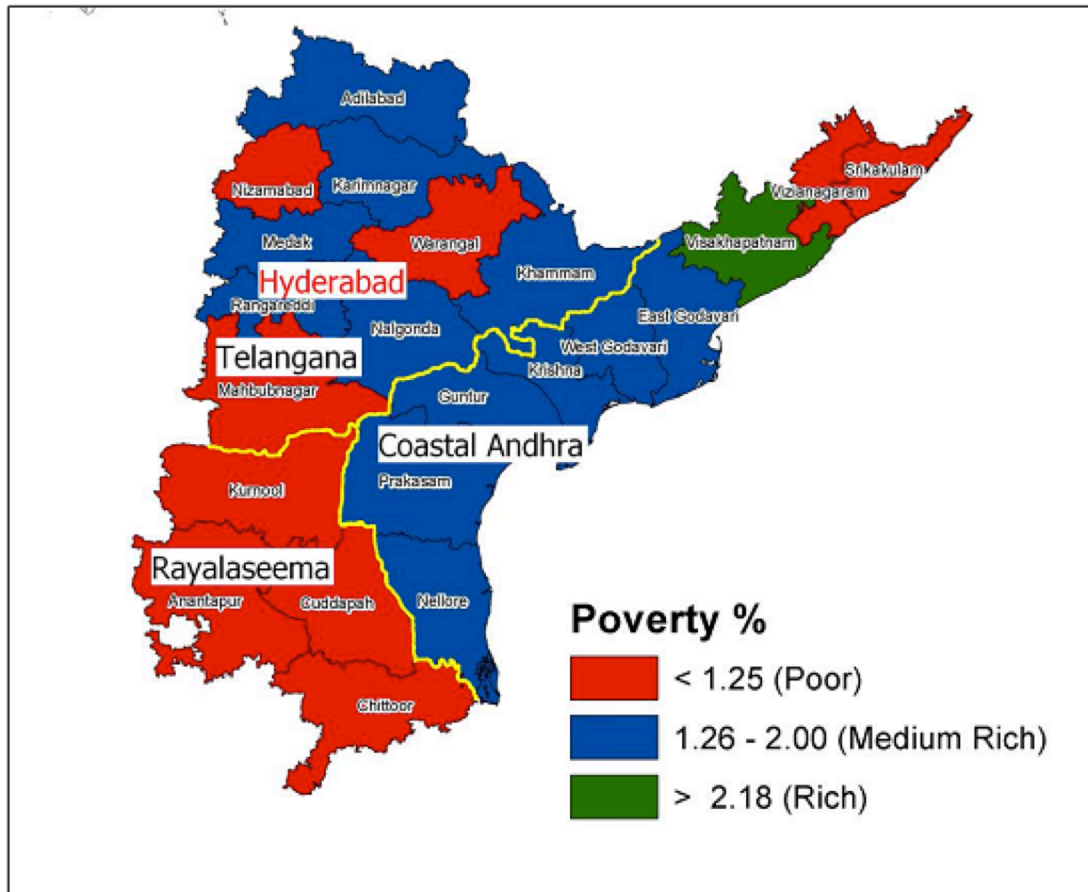 Adilabad
Nizamabad
Karimnagar
Srikakulam
Vizianagaram
Medak
Warangal
Visakhapatnam
Khammam
Hyderabad
Rangareddi
Nalgonda
East Godavari
West Godavari
Telangana
Krishna
Mahbubnagar
Guntur
Coastal Andhra
Kurnool
Prakasam
Rayalaseema
Anantapur
Cuddapah
Nellore
Chittoor
Poverty %
< 1.25 (Poor)
1.26 - 2.00 (Medium Rich)
> 2.18 (Rich)